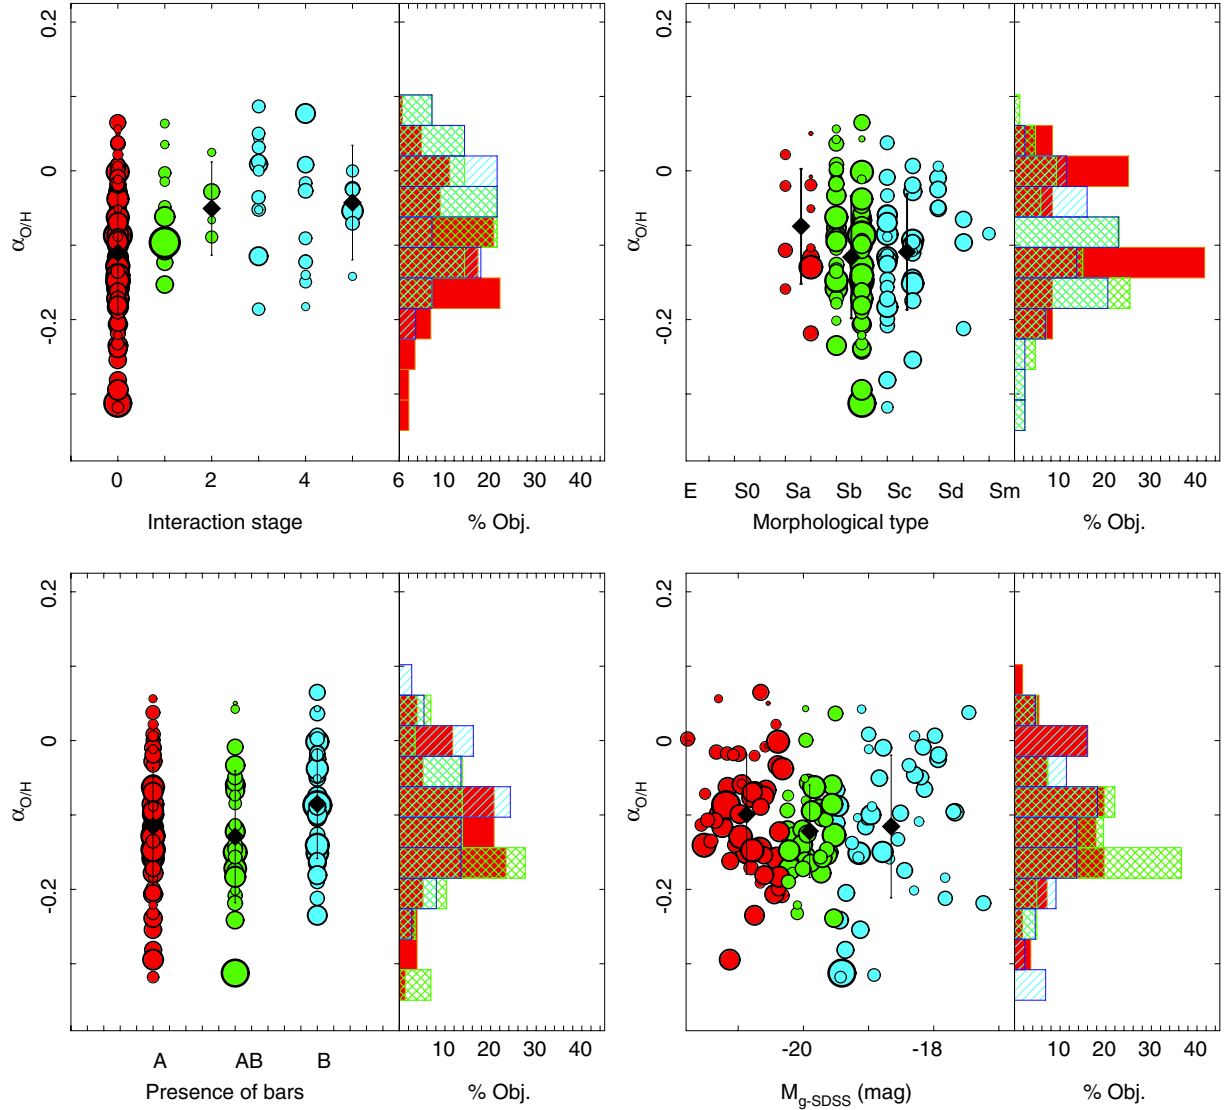 0.2
0
-0.2
α_O/H
0 2 4 6 10 20 30 40
Interaction stage % Obj.
0.2
0
-0.2
α_O/H
E S0 Sa Sb Sc Sd Sm 10 20 30 40
Morphological type % Obj.
0.2
0
-0.2
α_O/H
A AB B 10 20 30 40
Presence of bars % Obj.
0.2
0
-0.2
α_O/H
-20 -18 10 20 30 40
M_g-SDSS (mag) % Obj.